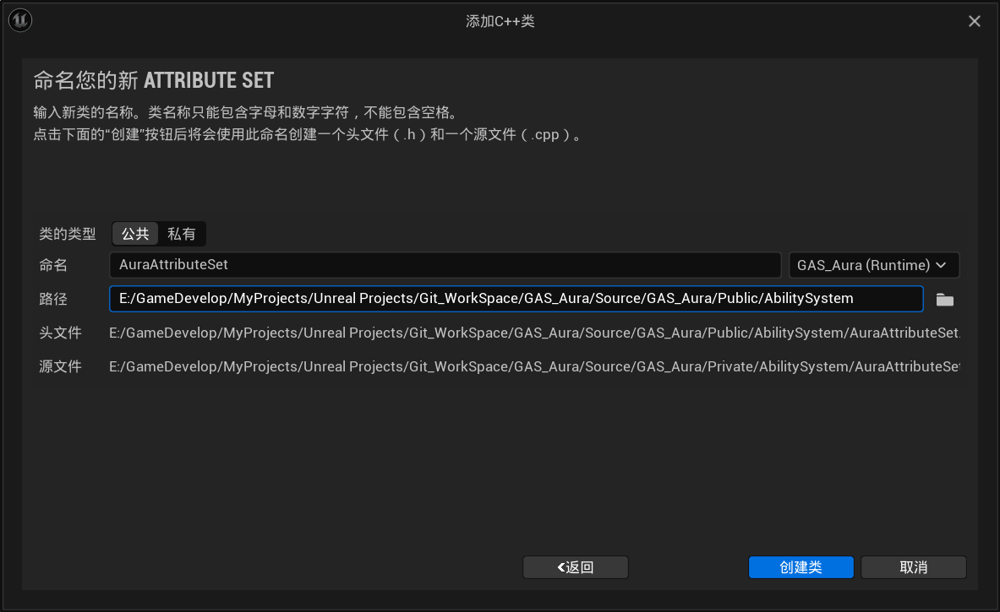 添加C++类
命名您的新 ATTRIBUTE SET
输入新类的名称。类名称只能包含字母和数字字符，不能包含空格。
点击下面的“创建”按钮后将会使用此命名创建一个头文件（.h）和一个源文件（.cpp）。
类的类型 公共 私有
命名 AuraAttributeSet GAS_Aura (Runtime)
路径 E:/GameDevelop/MyProjects/Unreal Projects/Git_WorkSpace/GAS_Aura/Source/GAS_Aura/Public/AbilitySystem
头文件 E:/GameDevelop/MyProjects/Unreal Projects/Git_WorkSpace/GAS_Aura/Source/GAS_Aura/Public/AbilitySystem/AuraAttributeSet.
源文件 E:/GameDevelop/MyProjects/Unreal Projects/Git_WorkSpace/GAS_Aura/Source/GAS_Aura/Private/AbilitySystem/AuraAttributeSet
返回 创建类 取消